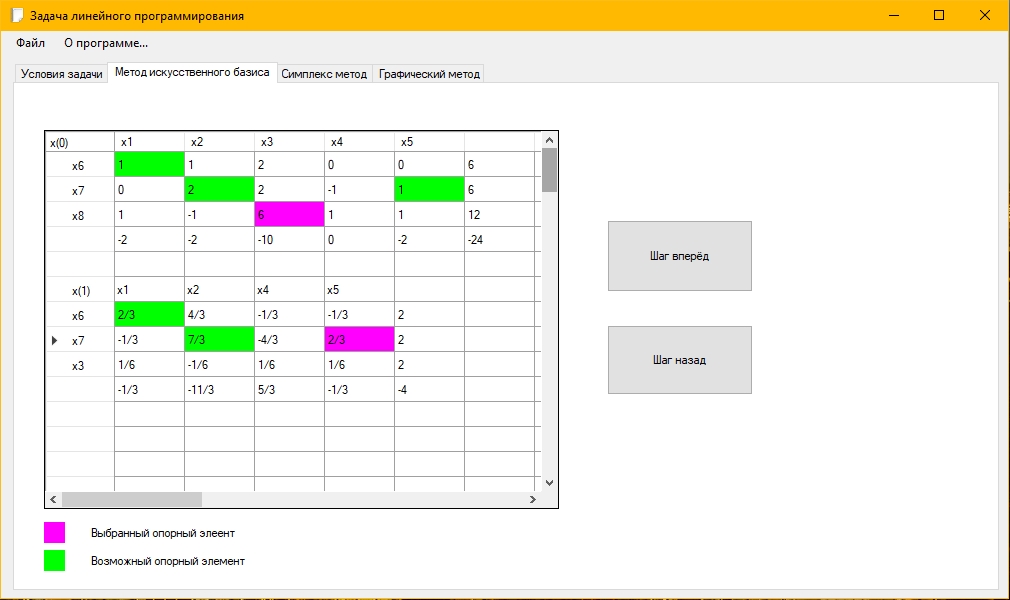 Задача линейного программирования
Файл О программе...
Условия задачи Метод искусственного базиса Симплекс метод Графический метод
x(0) x1 x2 x3 x4 x5
x6 1 1 2 0 0 6
x7 0 2 2 -1 1 6
x8 1 -1 6 1 1 12
-2 -2 -10 0 -2 -24
x(1) x1 x2 x4 x5
x6 2/3 4/3 -1/3 -1/3 2
x7 -1/3 7/3 -4/3 2/3 2
x3 1/6 -1/6 1/6 1/6 2
-1/3 -11/3 5/3 -1/3 -4
Шаг вперёд
Шаг назад
Выбранный опорный элеент
Возможный опорный элемент